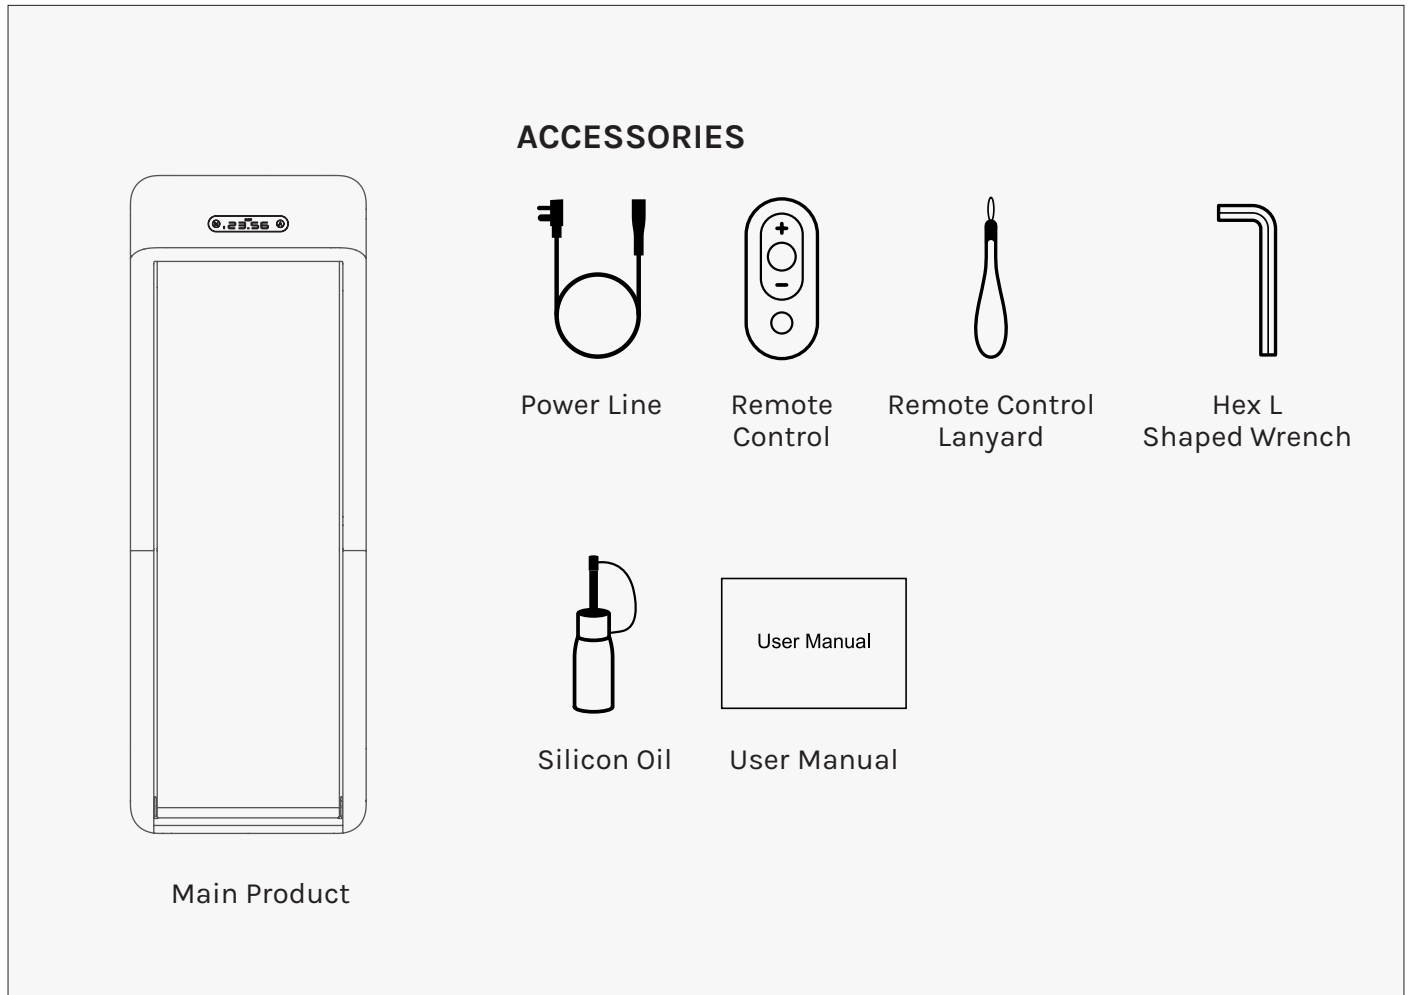 ACCESSORIES
23.56
+
−
Power Line
Remote
Control
Remote Control
Lanyard
Hex L
Shaped Wrench
User Manual
Silicon Oil
User Manual
Main Product